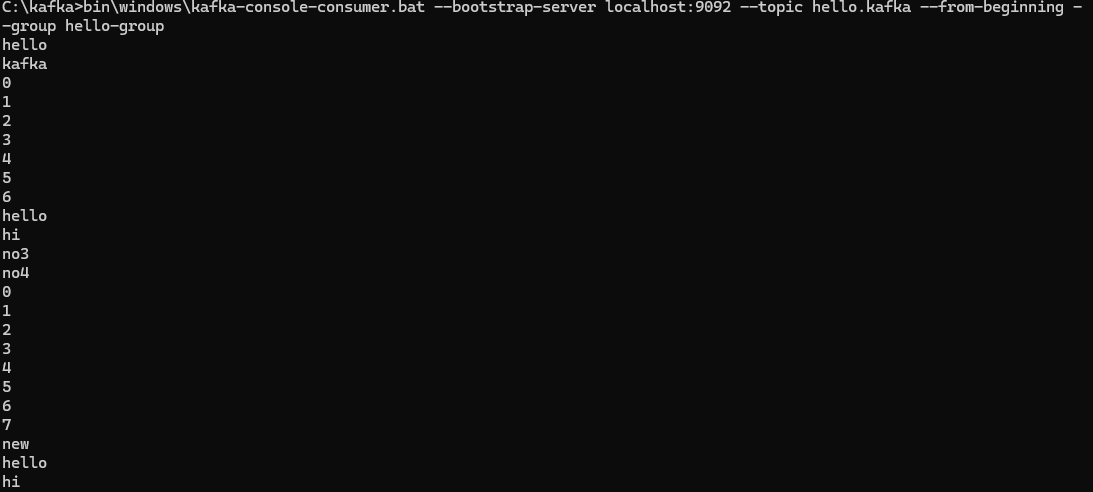 C:\kafka>bin\windows\kafka-console-consumer.bat --bootstrap-server localhost:9092 --topic hello.kafka --from-beginning -
-group hello-group
hello
kafka
0
1
2
3
4
5
6
hello
hi
no3
no4
0
1
2
3
4
5
6
7
new
hello
hi